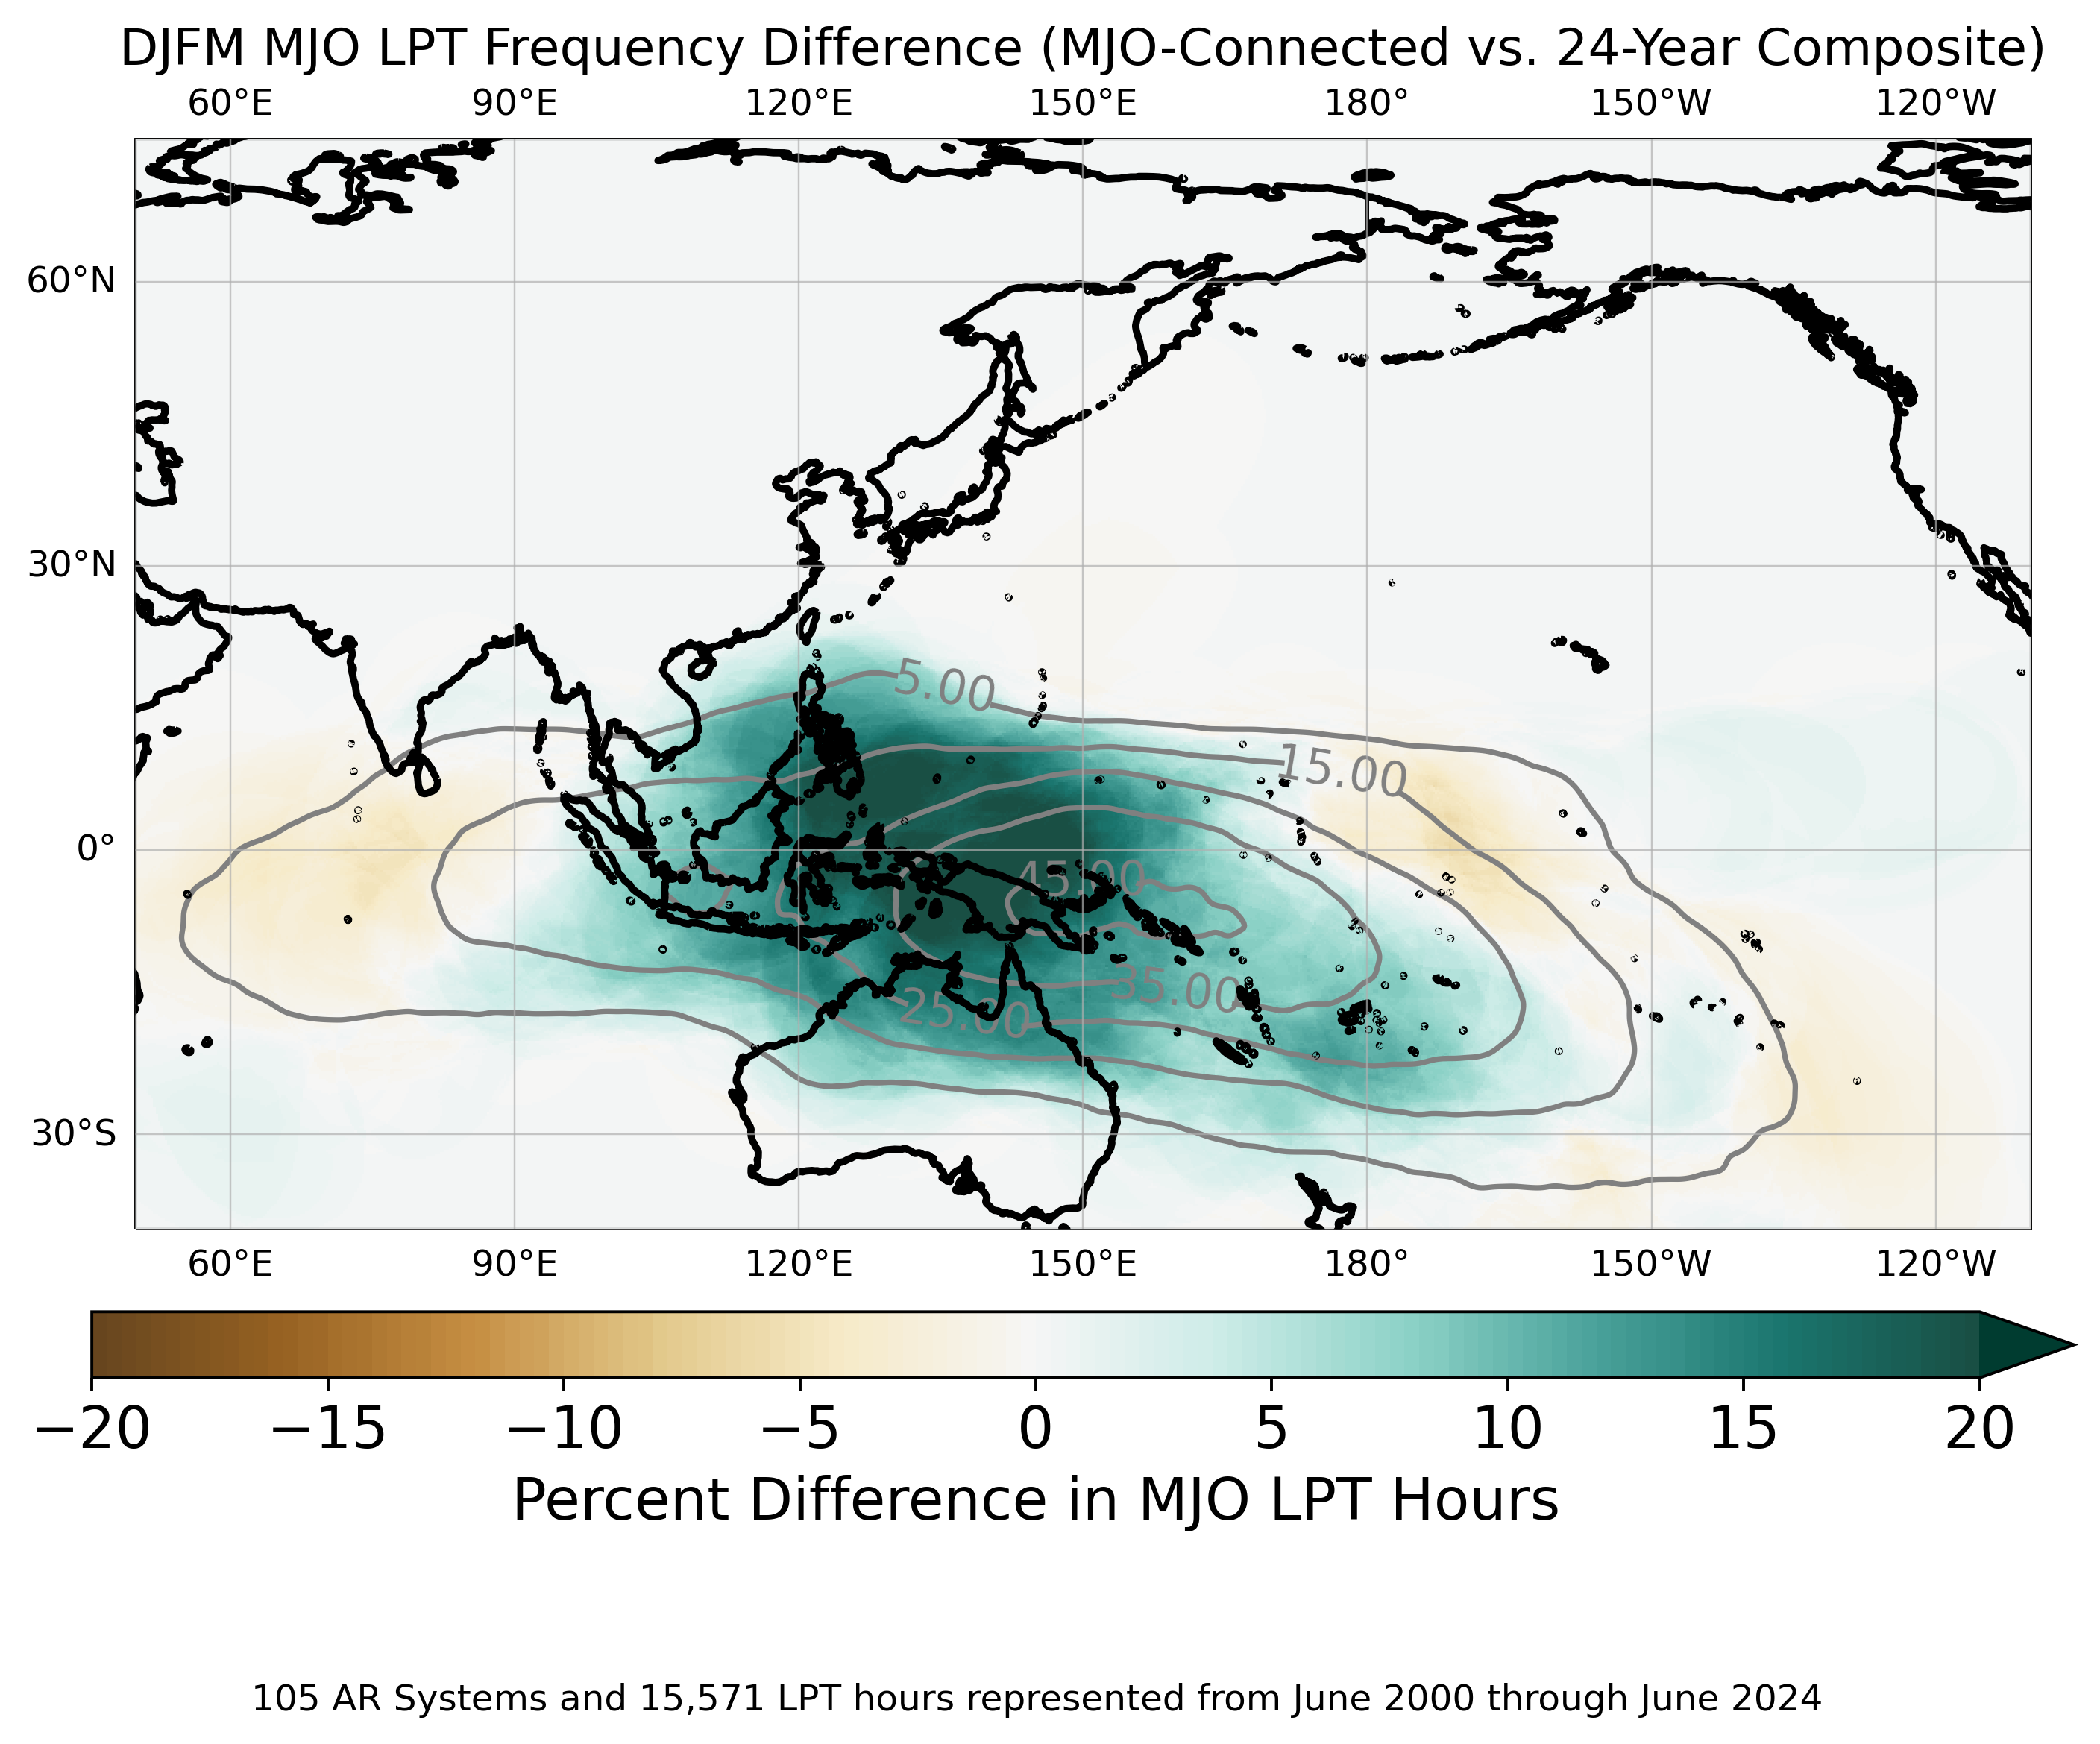 DJFM MJO LPT Frequency Difference (MJO-Connected vs. 24-Year Composite)
60°E 90°E 120°E 150°E 180° 150°W 120°W
60°N
30°N
5.00
15.00
0°
45.00
35.00
25.00
30°S
60°E 90°E 120°E 150°E 180° 150°W 120°W
−20 −15 −10 −5 0 5 10 15 20
Percent Difference in MJO LPT Hours
105 AR Systems and 15,571 LPT hours represented from June 2000 through June 2024